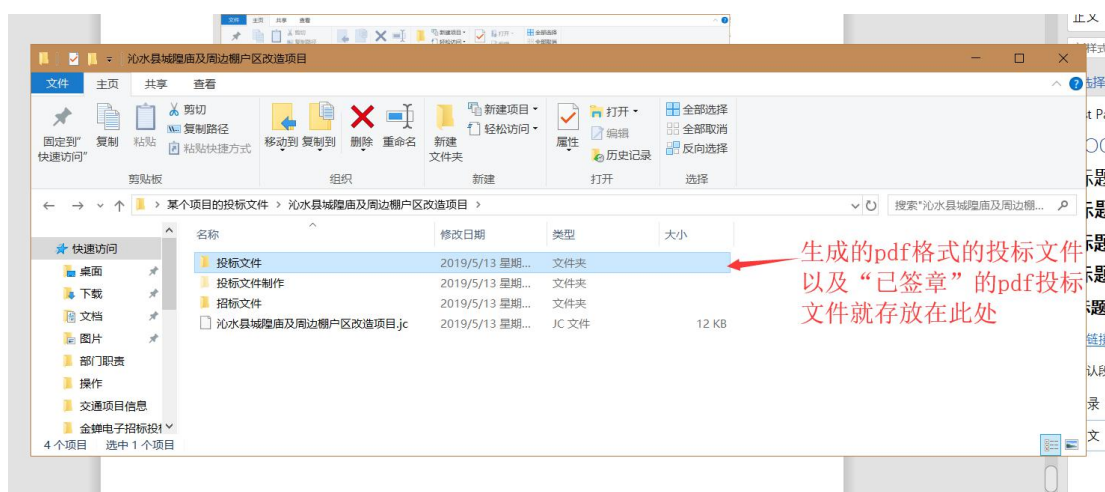 文件 主页 共享 查看
正文
沁水县城隍庙及周边棚户区改造项目
文件 主页 共享 查看
固定到"快速访问"
复制
粘贴
剪切
复制路径
粘贴快捷方式
移动到 复制到 删除 重命名
新建
文件夹
新建项目
轻松访问
属性
打开
编辑
历史记录
全部选择
全部取消
反向选择
剪贴板 组织 新建 打开 选择
某个项目的投标文件 > 沁水县城隍庙及周边棚户区改造项目 >
搜索"沁水县城隍庙及周边棚...
名称 修改日期 类型 大小
快速访问
桌面
下载
文档
图片
部门职责
操作
交通项目信息
金蝉电子招标投标
投标文件 2019/5/13 星期... 文件夹
投标文件制作 2019/5/13 星期... 文件夹
招标文件 2019/5/13 星期... 文件夹
沁水县城隍庙及周边棚户区改造项目.jc 2019/5/13 星期... JC 文件 12 KB
生成的pdf格式的投标文件
以及“已签章”的pdf投标
文件就存放在此处
4 个项目 选中 1 个项目